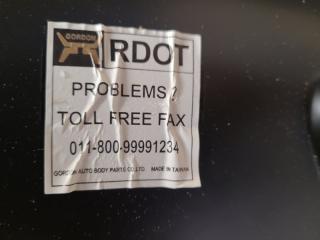 GORDON RDOT
PROBLEMS ?
TOLL FREE FAX
011-800-99991234
GORDON AUTO BODY PARTS CO.LTD MADE IN TAIWAN